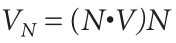 V_N = (N•V)N